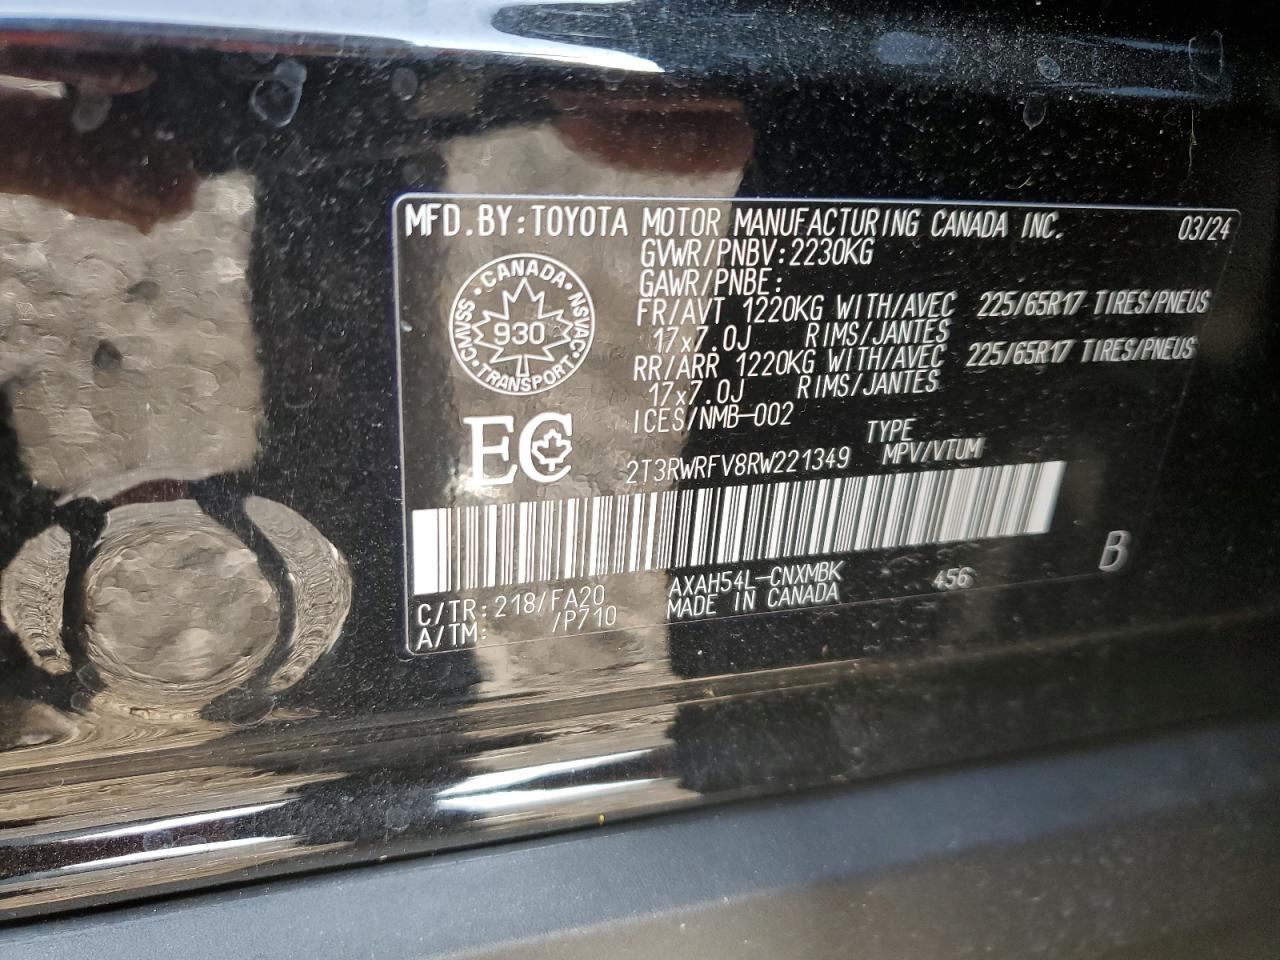 MFD.BY:TOYOTA MOTOR MANUFACTURING CANADA INC. 03/24
GVWR/PNBV:2230KG
GAWR/PNBE:
FR/AVT 1220KG WITH/AVEC 225/65R17 TIRES/PNEUS
17x7.0J RIMS/JANTES
RR/ARR 1220KG WITH/AVEC 225/65R17 TIRES/PNEUS
17x7.0J RIMS/JANTES
ICES/NMB-002
CANADA · NSVAC · TRANSPORT · CMVSS
930
EC
TYPE
2T3RWRFV8RW221349 MPV/VTUM
C/TR:218/FA20 AXAH54L-CNXMBK 456 B
A/TM: /P710 MADE IN CANADA